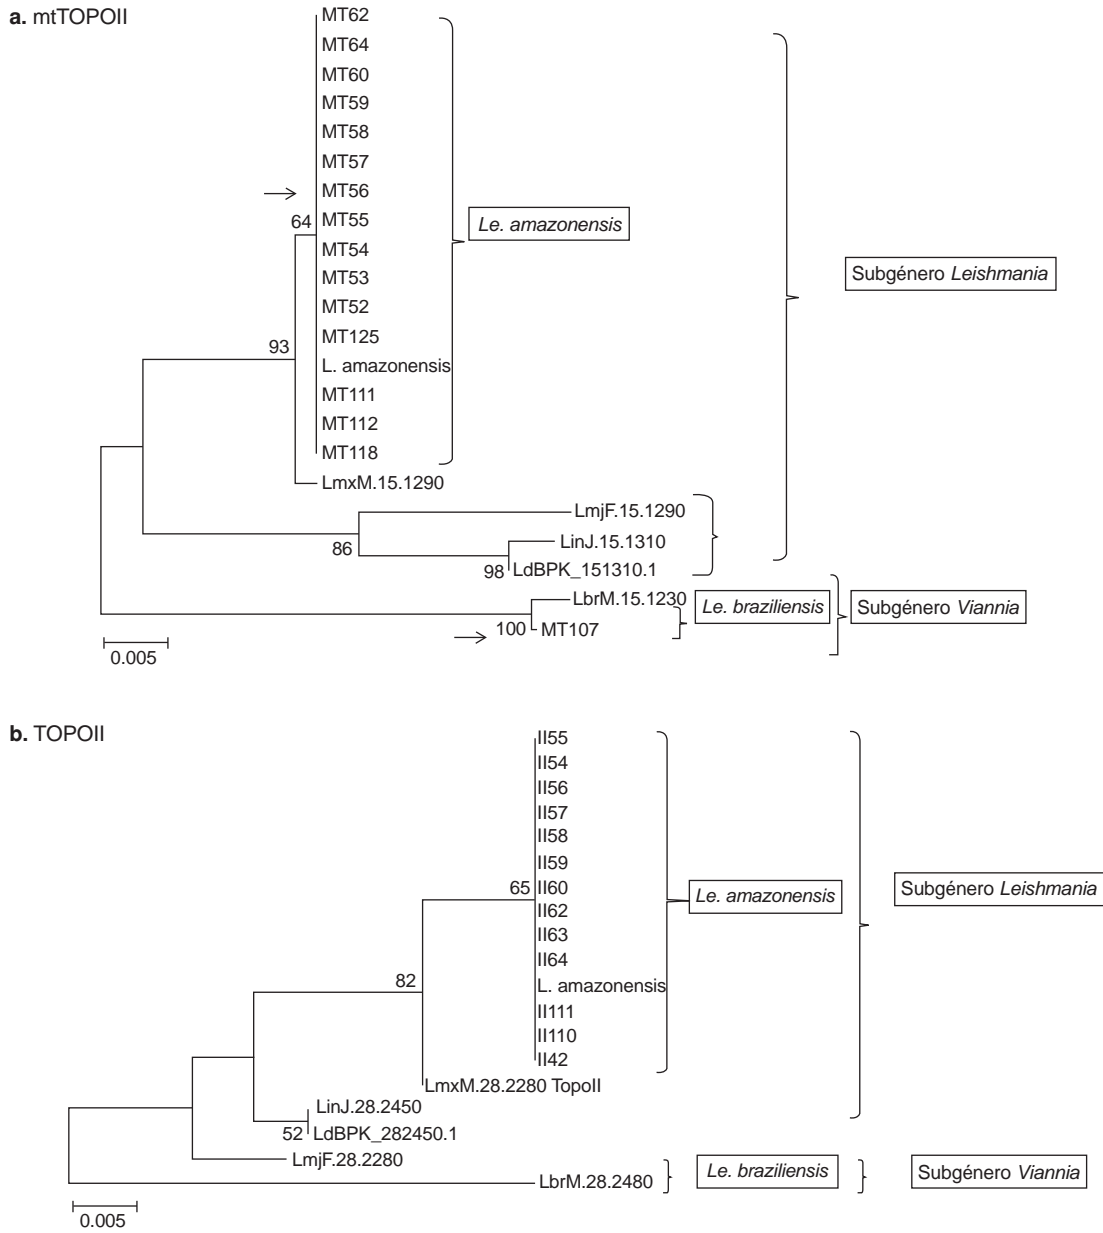 a. mtTOPOII
MT62
MT64
MT60
MT59
MT58
MT57
MT56
64
MT55
Le. amazonensis
MT54
MT53
Subgénero Leishmania
MT52
MT125
93
L. amazonensis
MT111
MT112
MT118
LmxM.15.1290
LmjF.15.1290
LinJ.15.1310
86
98
LdBPK_151310.1
LbrM.15.1230
Le. braziliensis
Subgénero Viannia
100
MT107
0.005
b. TOPOII
II55
II54
II56
II57
II58
II59
65
II60
Le. amazonensis
Subgénero Leishmania
II62
II63
II64
82
L. amazonensis
II111
II110
II42
LmxM.28.2280 TopoII
LinJ.28.2450
52
LdBPK_282450.1
LmjF.28.2280
Le. braziliensis
Subgénero Viannia
LbrM.28.2480
0.005